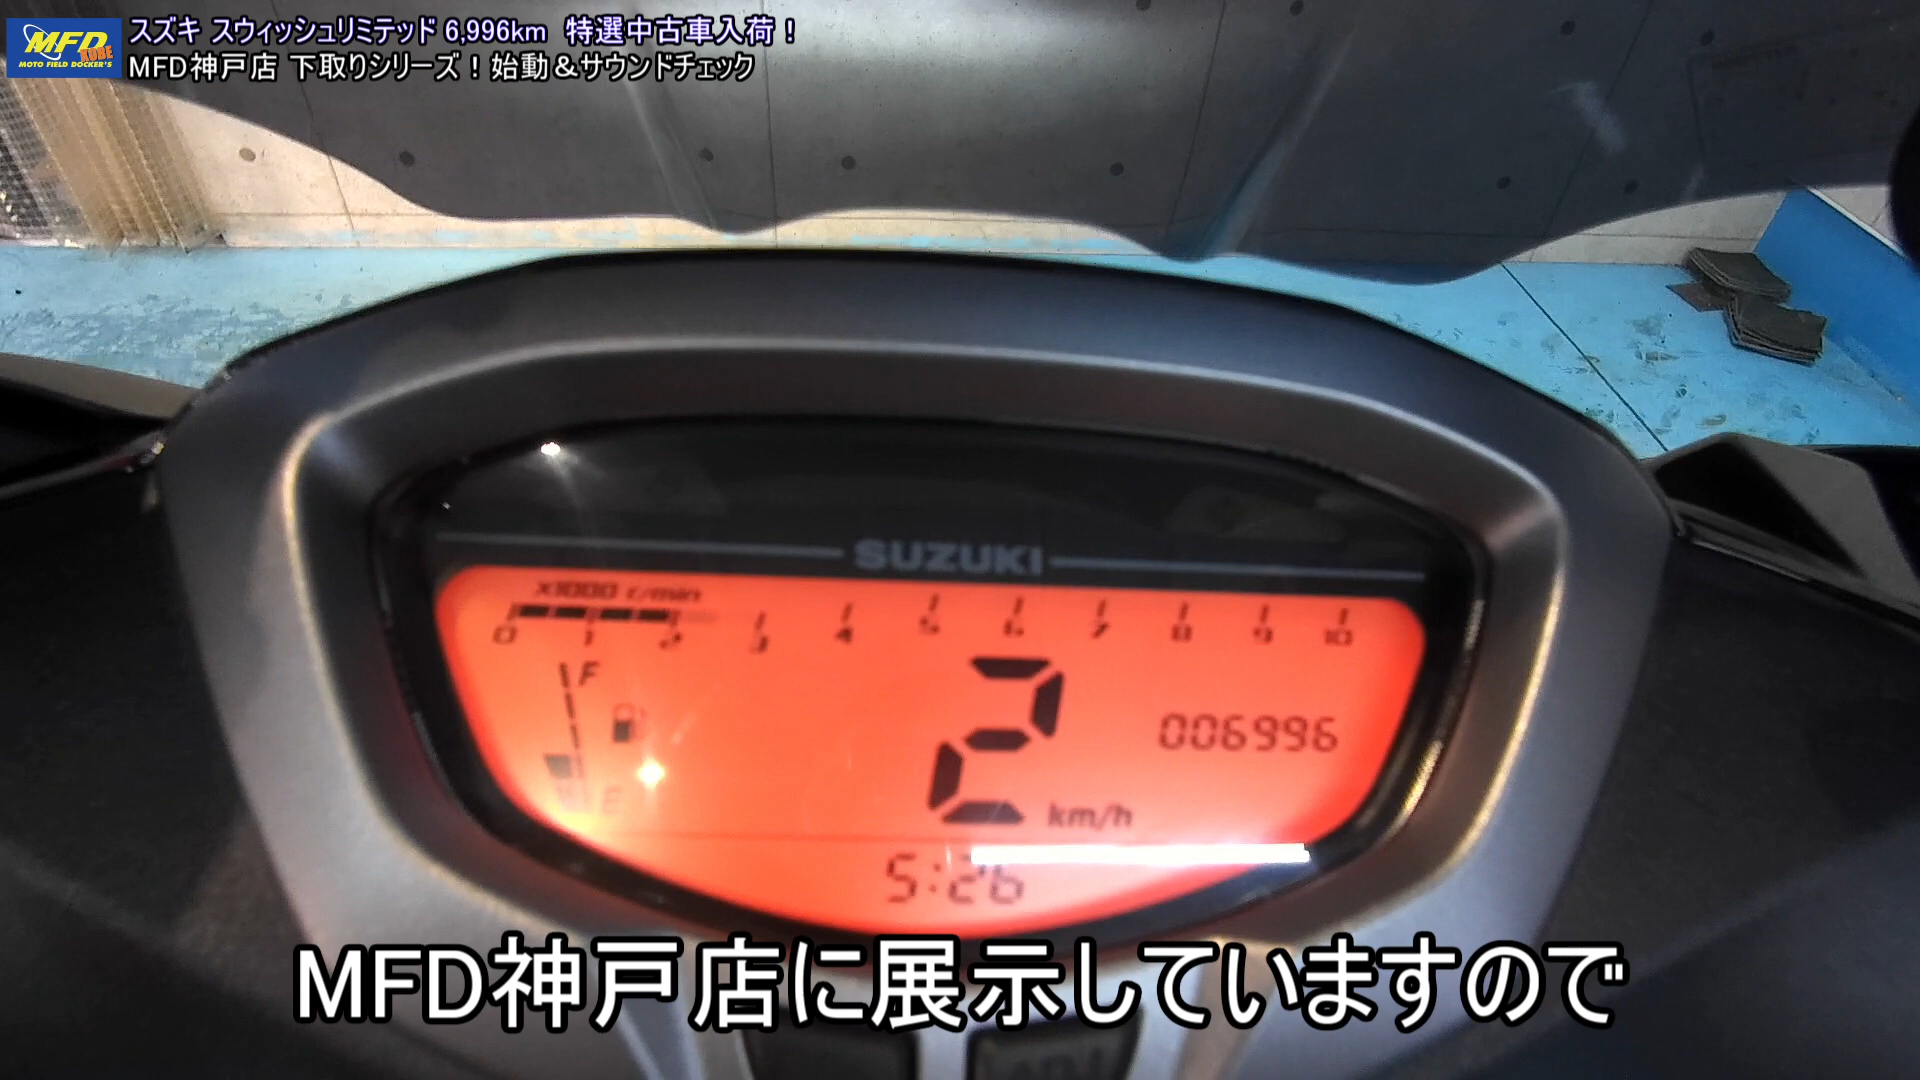 MFD KOBE
MOTO FIELD DOCKER'S
スズキ スウィッシュリミテッド 6,996km 特選中古車入荷！
MFD神戸店 下取りシリーズ！始動＆サウンドチェック
SUZUKI
x1000 r/min
0 1 2 3 4 5 6 7 8 9 10
F
2 km/h
006996
E
5:26
MFD神戸店に展示していますので